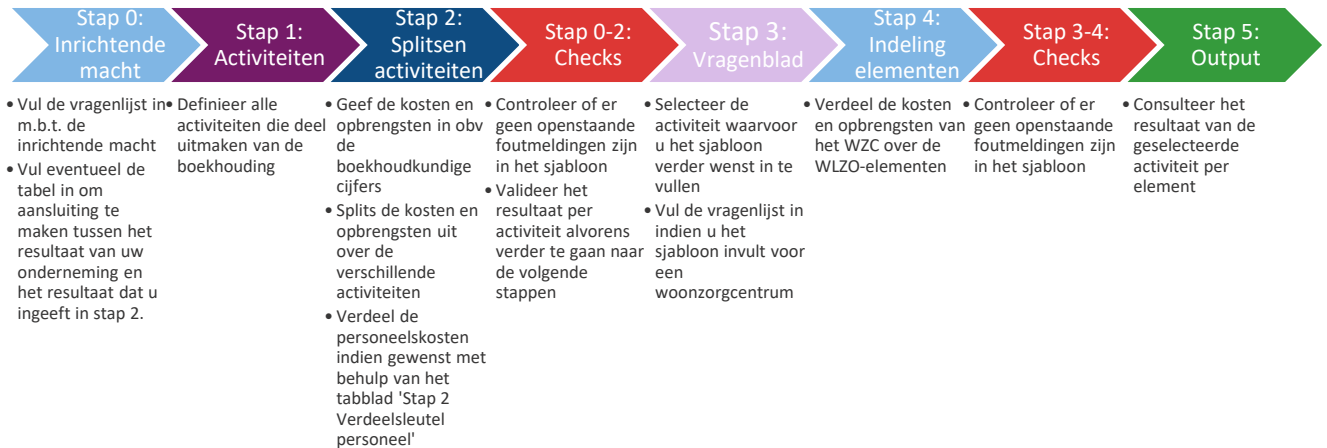 Stap 0:
Inrichtende
macht
Stap 1:
Activiteiten
Stap 2:
Splitsen
activiteiten
Stap 0-2:
Checks
Stap 3:
Vragenblad
Stap 4:
Indeling
elementen
Stap 3-4:
Checks
Stap 5:
Output
• Vul de vragenlijst in
m.b.t. de
inrichtende macht
• Vul eventueel de
tabel in om
aansluiting te
maken tussen het
resultaat van uw
onderneming en
het resultaat dat u
ingeeft in stap 2.
• Definieer alle
activiteiten die deel
uitmaken van de
boekhouding
• Geef de kosten en
opbrengsten in obv
de
boekhoudkundige
cijfers
• Splits de kosten en
opbrengsten uit
over de
verschillende
activiteiten
• Verdeel de
personeelskosten
indien gewenst met
behulp van het
tabblad 'Stap 2
Verdeelsleutel
personeel'
• Controleer of er
geen openstaande
foutmeldingen zijn
in het sjabloon
• Valideer het
resultaat per
activiteit alvorens
verder te gaan naar
de volgende
stappen
• Selecteer de
activiteit waarvoor
u het sjabloon
verder wenst in te
vullen
• Vul de vragenlijst in
indien u het
sjabloon invult voor
een
woonzorgcentrum
• Verdeel de kosten
en opbrengsten van
het WZC over de
WLZO-elementen
• Controleer of er
geen openstaande
foutmeldingen zijn
in het sjabloon
• Consulteer het
resultaat van de
geselecteerde
activiteit per
element